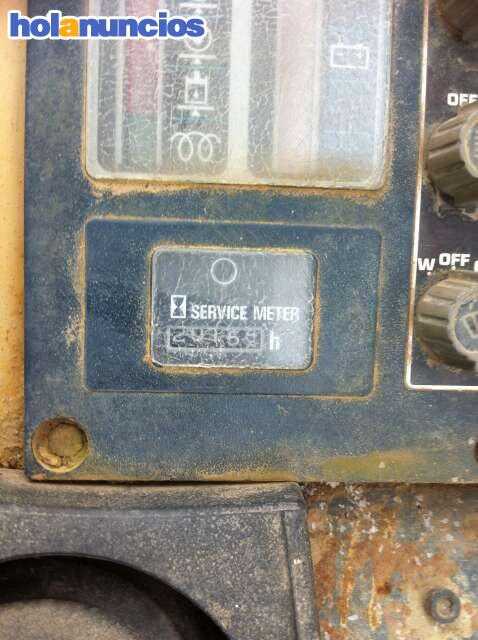 holanuncios
OFF
W OFF
SERVICE METER
h